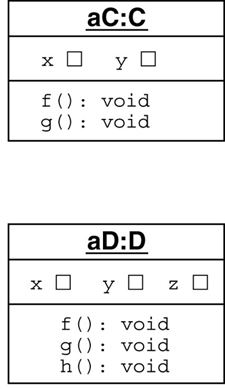 aC:C
x y
f(): void
g(): void
aD:D
x y z
f(): void
g(): void
h(): void